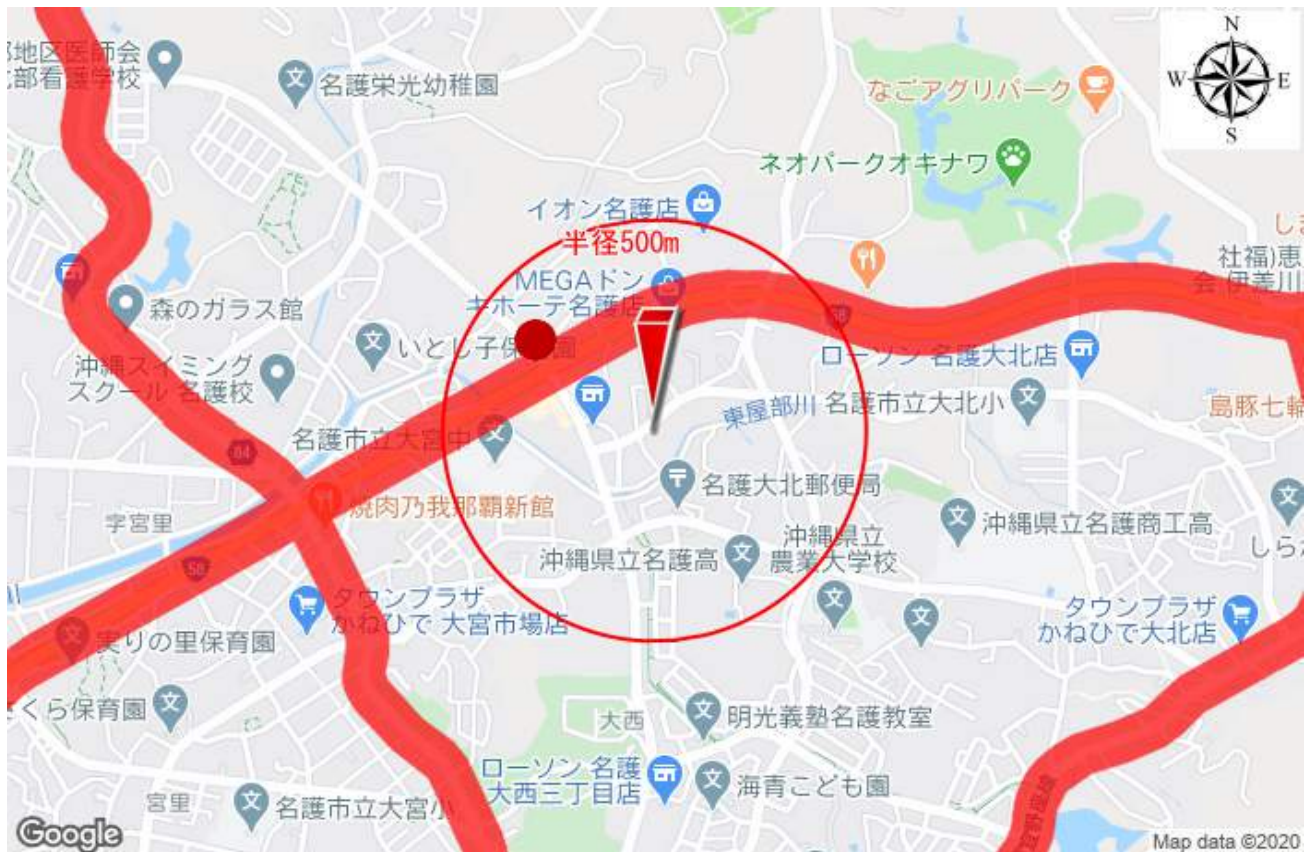 N
W
E
S
部地区医師会
北部看護学校
名護栄光幼稚園
なごアグリパーク
ネオパークオキナワ
イオン名護店
半径500m
MEGAドン
キホーテ名護店
社福)恵
会 伊差川
森のガラス館
いとし子保育園
58
沖縄スイミング
スクール 名護校
ローソン 名護大北店
東屋部川
名護市立大北小
島豚七輪
名護市立大宮中
84
名護大北郵便局
焼肉乃我那覇新館
字宮里
沖縄県立名護商工高
沖縄県立
農業大学校
沖縄県立名護高
58
タウンプラザ
かねひで 大宮市場店
タウンプラザ
かねひで大北店
実りの里保育園
くら保育園
大西
明光義塾名護教室
ローソン 名護
大西三丁目店
海青こども園
宮里
名護市立大宮小
Google
Map data ©2020